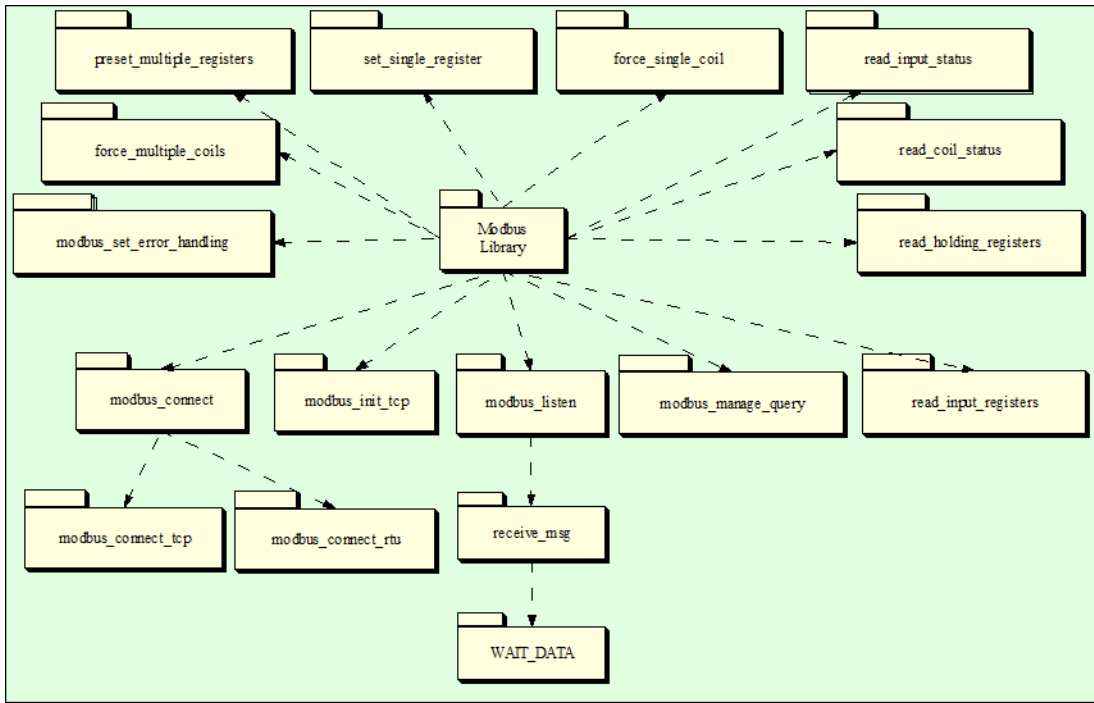 preset_multiple_registers
set_single_register
force_single_coil
read_input_status
force_multiple_coils
read_coil_status
Modbus
Library
modbus_set_error_handling
read_holding_registers
modbus_connect
modbus_init_tcp
modbus_listen
modbus_manage_query
read_input_registers
modbus_connect_tcp
modbus_connect_rtu
receive_msg
WAIT_DATA